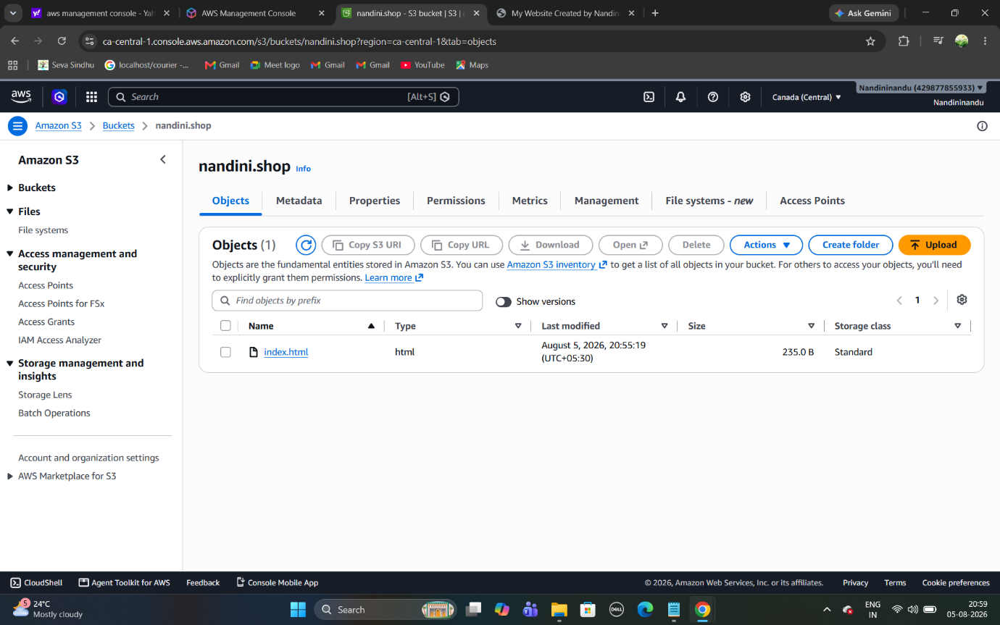 aws management console - Yah
AWS Management Console
nandini.shop - S3 bucket | S3 | c
My Website Created by Nandin
Ask Gemini
ca-central-1.console.aws.amazon.com/s3/buckets/nandini.shop?region=ca-central-1&tab=objects
Seva Sindhu
localhost/courier -...
Gmail
Meet logo
Gmail
Gmail
YouTube
Maps
aws
Search
[Alt+S]
Canada (Central)
Nandininandu (429877855933)
Nandininandu
Amazon S3
Buckets
nandini.shop
Amazon S3
Buckets
Files
File systems
Access management and
security
Access Points
Access Points for FSx
Access Grants
IAM Access Analyzer
Storage management and
insights
Storage Lens
Batch Operations
Account and organization settings
AWS Marketplace for S3
nandini.shop Info
Objects
Metadata
Properties
Permissions
Metrics
Management
File systems - new
Access Points
Objects (1)
Copy S3 URI
Copy URL
Download
Open
Delete
Actions
Create folder
Upload
Objects are the fundamental entities stored in Amazon S3. You can use Amazon S3 inventory to get a list of all objects in your bucket. For others to access your objects, you'll need
to explicitly grant them permissions. Learn more
Find objects by prefix
Show versions
1
Name
Type
Last modified
Size
Storage class
index.html
html
August 5, 2026, 20:55:19
(UTC+05:30)
235.0 B
Standard
CloudShell
Agent Toolkit for AWS
Feedback
Console Mobile App
© 2026, Amazon Web Services, Inc. or its affiliates.
Privacy
Terms
Cookie preferences
5
24°C
Mostly cloudy
Search
DELL
ENG
IN
20:59
05-08-2026